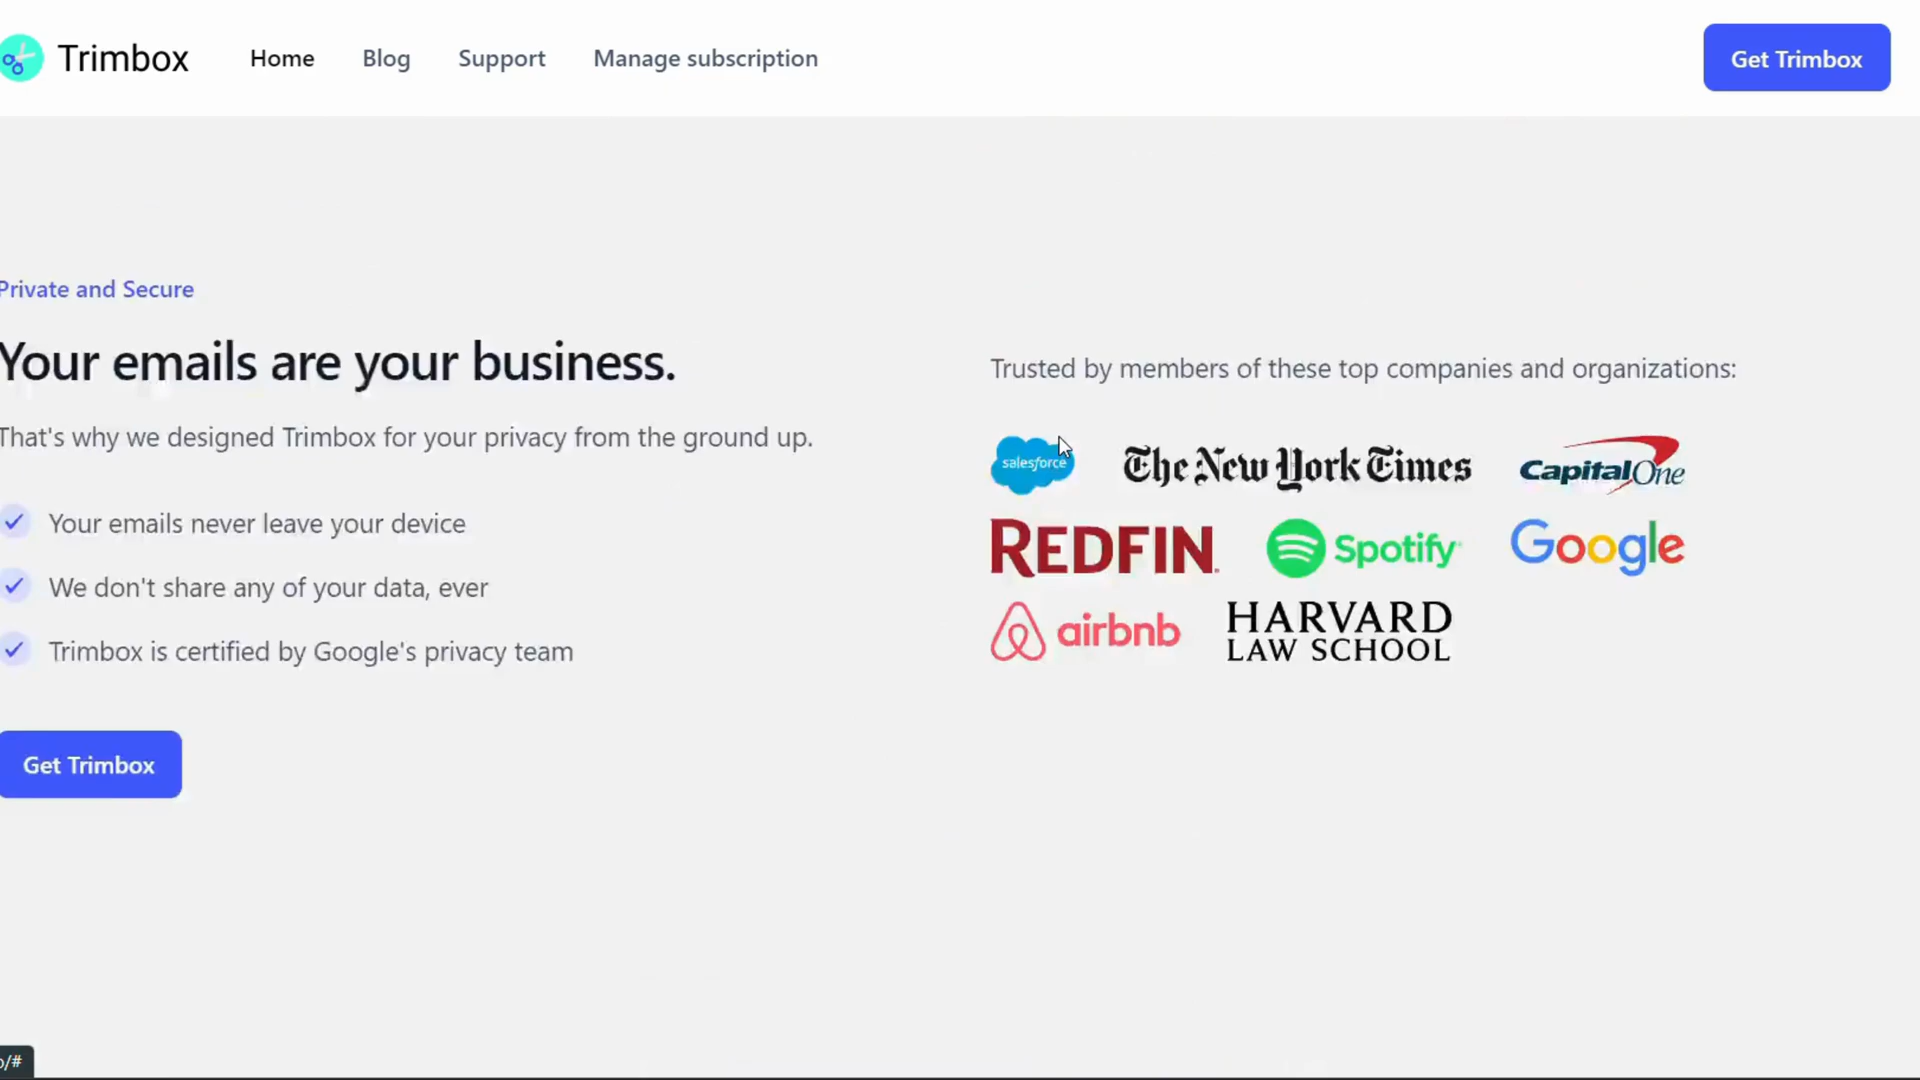 Trimbox
Home
Blog
Support
Manage subscription
Get Trimbox
Private and Secure
Your emails are your business.
That's why we designed Trimbox for your privacy from the ground up.
Your emails never leave your device
We don't share any of your data, ever
Trimbox is certified by Google's privacy team
Get Trimbox
Trusted by members of these top companies and organizations:
salesforce
The New York Times
CapitalOne
REDFIN
Spotify
Google
airbnb
HARVARD
LAW SCHOOL
o/#